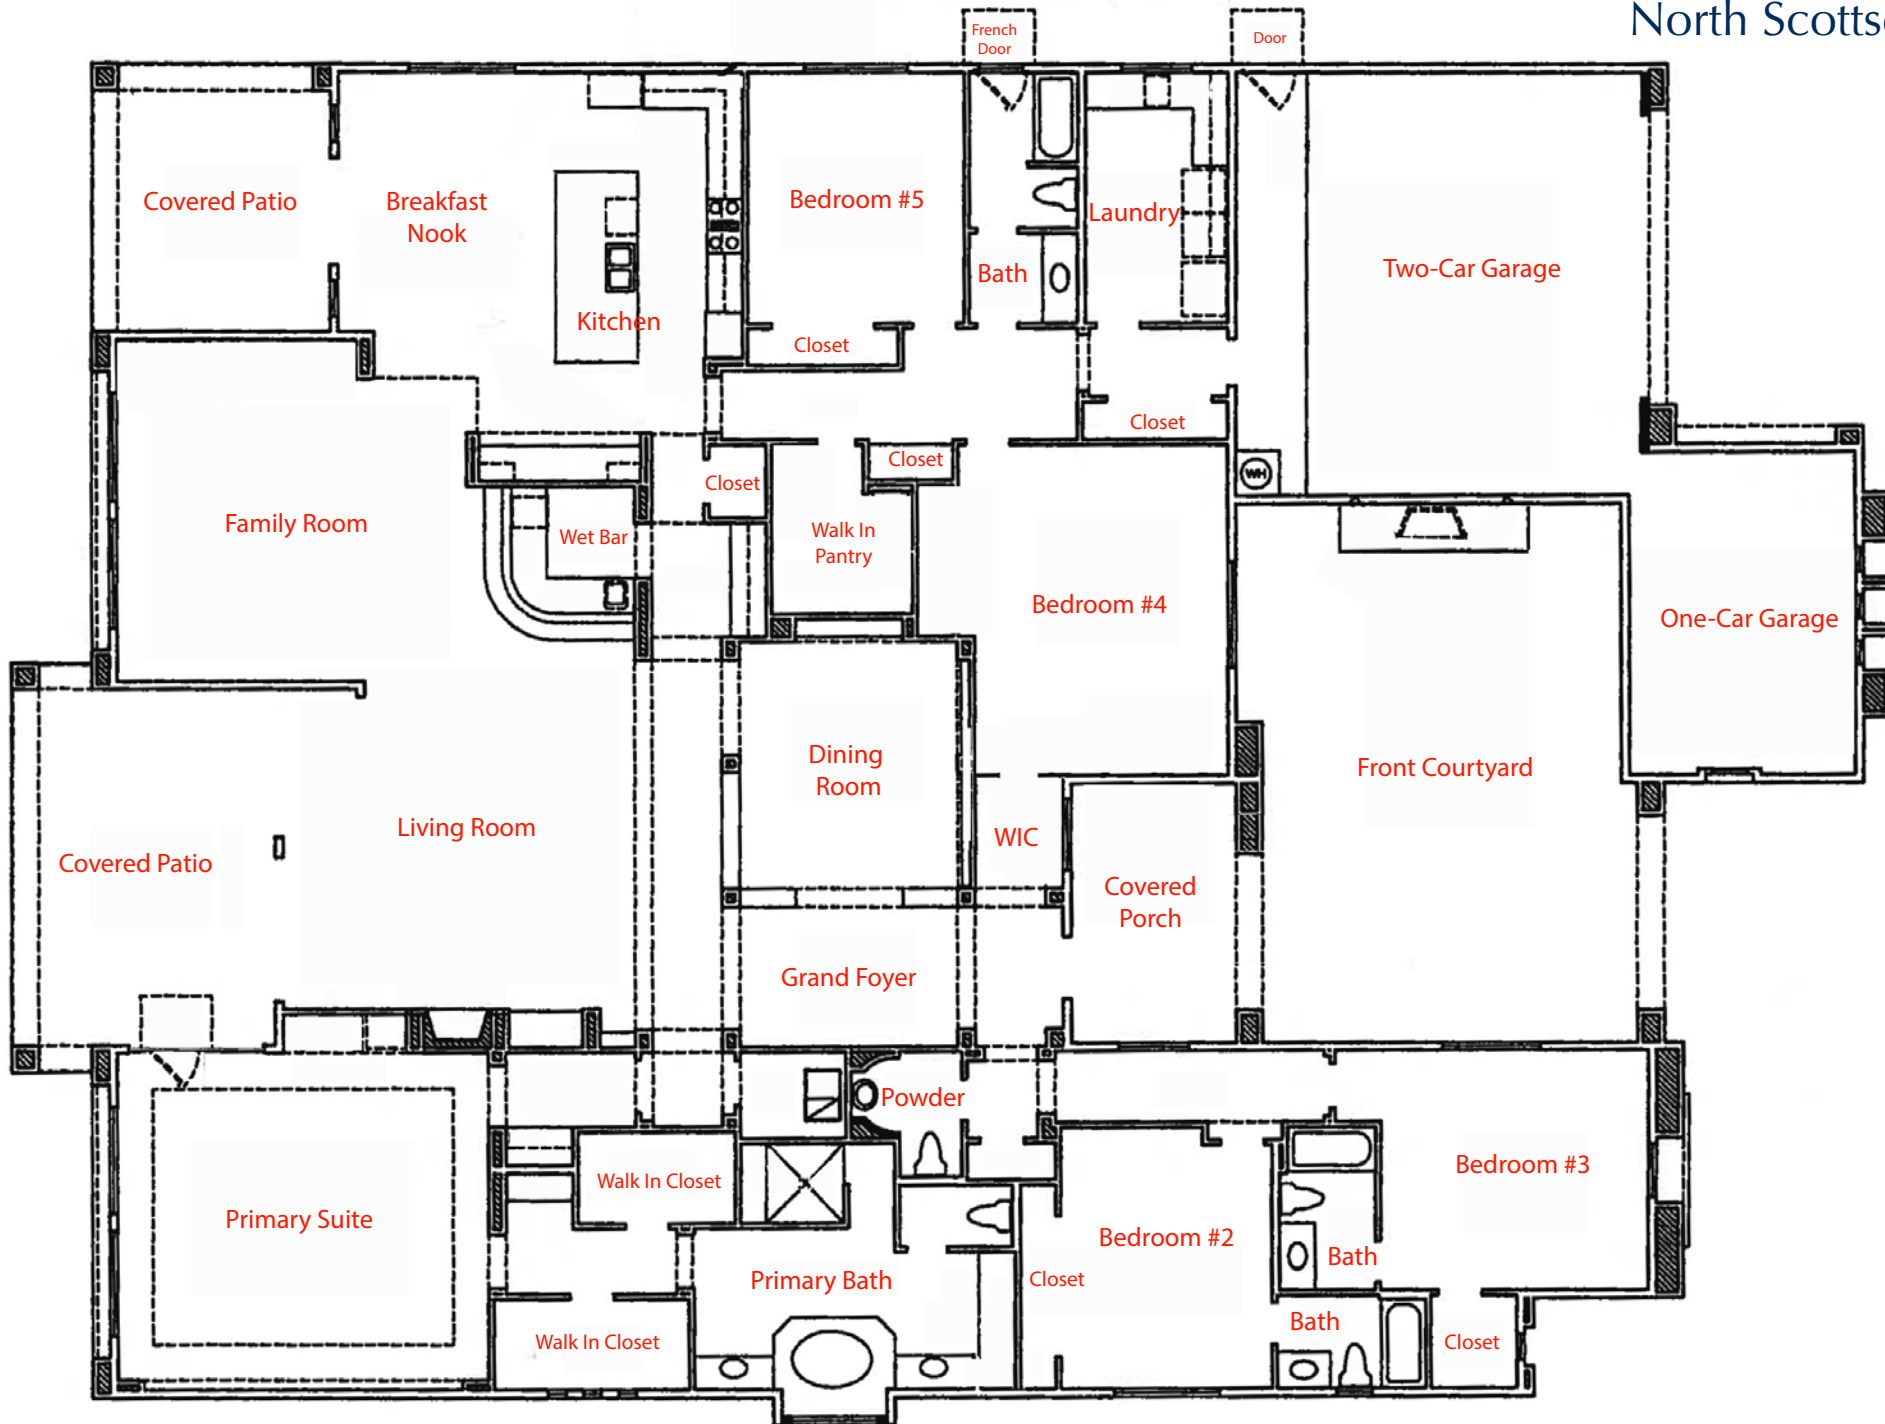 North Scotts
French
Door
Door
Covered Patio
Breakfast
Nook
Kitchen
Bedroom #5
Closet
Bath
Laundry
Closet
Two-Car Garage
WH
Family Room
Wet Bar
Closet
Closet
Walk In
Pantry
Bedroom #4
One-Car Garage
Front Courtyard
Dining
Room
WIC
Covered
Porch
Living Room
Covered Patio
Grand Foyer
Powder
Primary Suite
Walk In Closet
Walk In Closet
Primary Bath
Closet
Bedroom #2
Bath
Bath
Bedroom #3
Closet